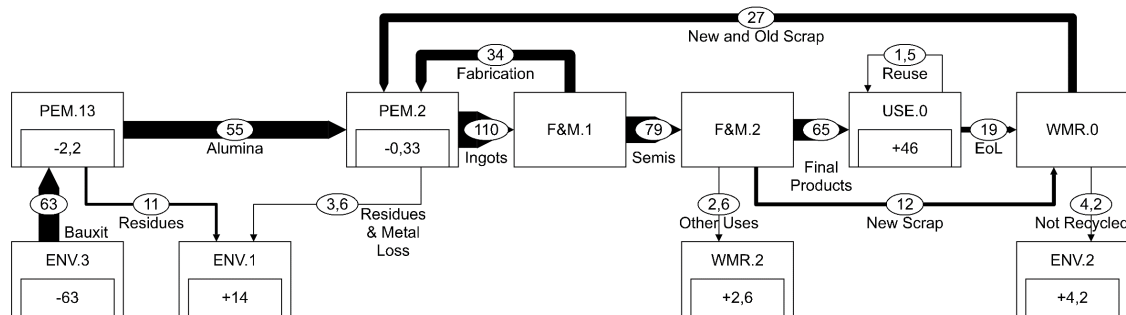 27
New and Old Scrap
34
Fabrication
1,5
Reuse
PEM.13
-2,2
55
Alumina
PEM.2
-0,33
110
Ingots
F&M.1
79
Semis
F&M.2
65
Final
Products
USE.0
+46
19
EoL
WMR.0
63
Bauxit
11
Residues
3,6
Residues
& Metal
Loss
2,6
Other Uses
12
New Scrap
4,2
Not Recycled
ENV.3
-63
ENV.1
+14
WMR.2
+2,6
ENV.2
+4,2